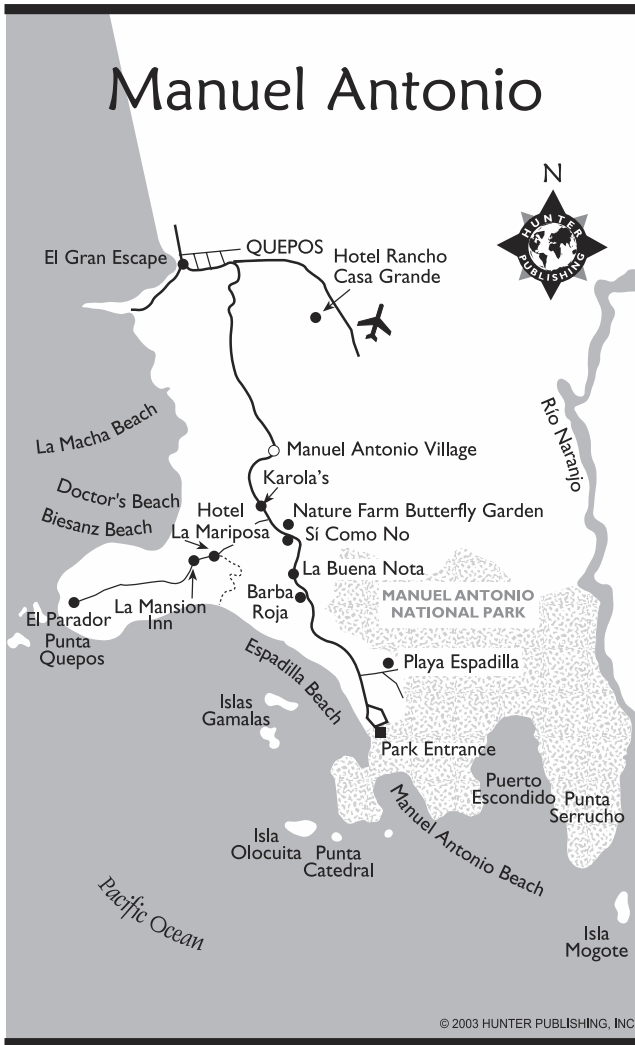 Manuel Antonio
N
HUNTER
PUBLISHING
El Gran Escape
QUEPOS
Hotel Rancho
Casa Grande
La Macha Beach
Río Naranjo
Manuel Antonio Village
Karola's
Doctor's Beach
Biesanz Beach
Hotel
La Mariposa
Nature Farm Butterfly Garden
Sí Como No
La Buena Nota
MANUEL ANTONIO
NATIONAL PARK
Barba
Roja
La Mansion
Inn
El Parador
Punta
Quepos
Espadilla Beach
Playa Espadilla
Islas
Gamalas
Park Entrance
Puerto
Escondido
Punta
Serrucho
Manuel Antonio Beach
Isla
Olocuita
Punta
Catedral
Pacific Ocean
Isla
Mogote
© 2003 HUNTER PUBLISHING, INC